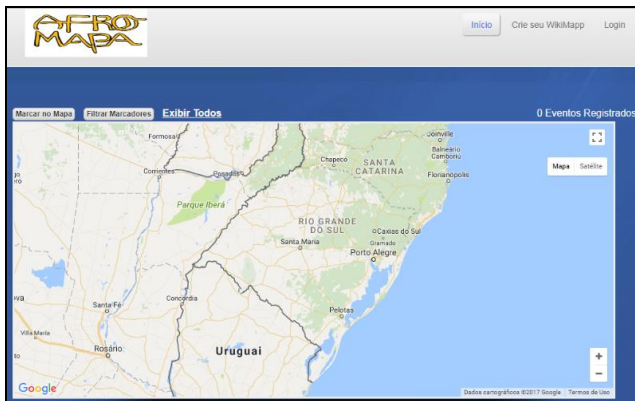 AFRO
MAPA
Início Crie seu WikiMapp Login
Marcar no Mapa Filtrar Marcadores Exibir Todos 0 Eventos Registrados
Formosa
Joinville
Balneário
Camboriú
Chapecó
SANTA
CATARINA
Florianópolis
Mapa Satélite
Corrientes
Posadas
Parque Iberá
RIO GRANDE
DO SUL
Caxias do Sul
Santa Maria
Gramado
Porto Alegre
Santa Fé
Concordia
Pelotas
Villa María
Rosário
Uruguai
Google
Dados cartográficos ©2017 Google Termos de Uso